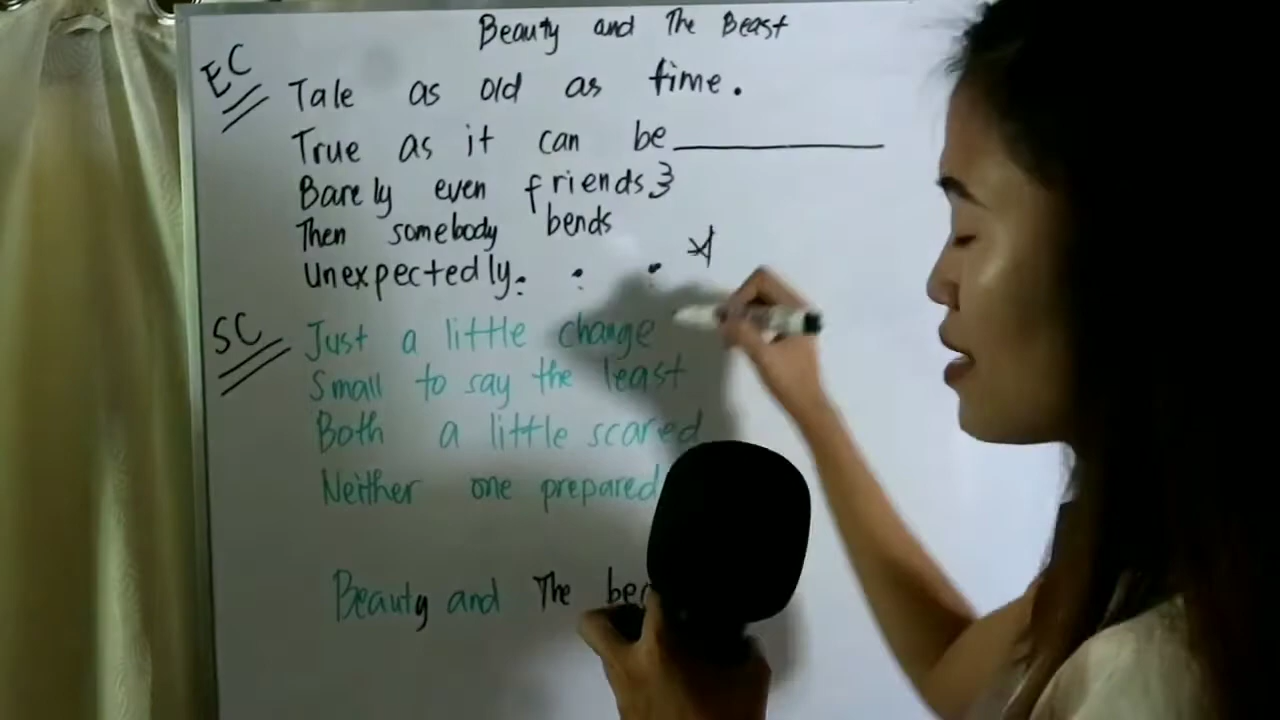 Beauty and The Beast
EC
Tale as old as time.
True as it can be
Barely even friends
Then somebody bends
Unexpectedly
SC
Just a little change
Small to say the least
Both a little scared
Neither one prepared
Beauty and The